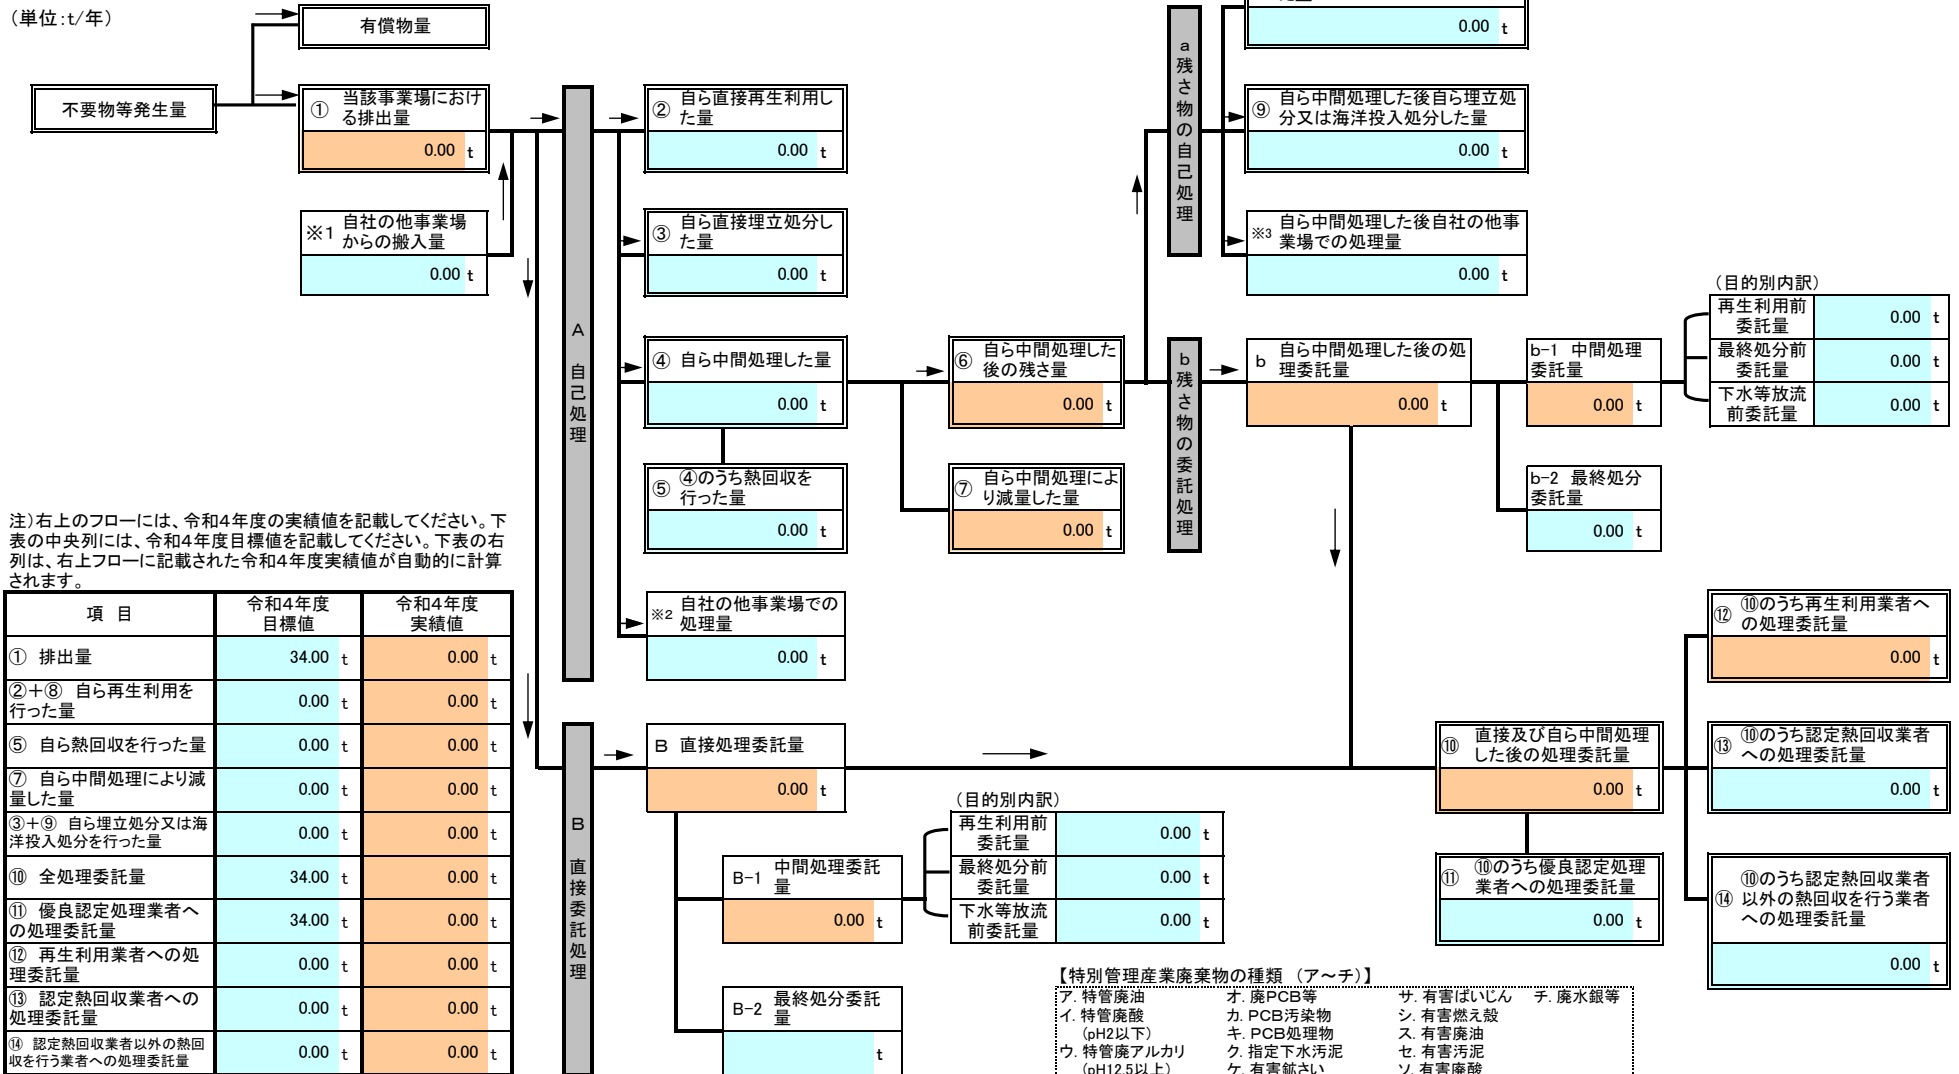 (単位:t/年)
有償物量
不要物等発生量
① 当該事業場におけ
る排出量
0.00 t
※1 自社の他事業場
からの搬入量
0.00 t
A 自己処理
② 自ら直接再生利用し
た量
0.00 t
③ 自ら直接埋立処分し
た量
0.00 t
④ 自ら中間処理した量
0.00 t
⑤ ④のうち熱回収を
行った量
0.00 t
※2 自社の他事業場での
処理量
0.00 t
⑥ 自ら中間処理した
後の残さ量
0.00 t
⑦ 自ら中間処理によ
り減量した量
0.00 t
a 残さ物の自己処理
0.00 t
⑨ 自ら中間処理した後自ら埋立処
分又は海洋投入処分した量
0.00 t
※3 自ら中間処理した後自社の他事
業場での処理量
0.00 t
b 残さ物の委託処理
b 自ら中間処理した後の処
理委託量
0.00 t
b-1 中間処理
委託量
0.00 t
b-2 最終処分
委託量
0.00 t
(目的別内訳)
再生利用前
委託量
0.00 t
最終処分前
委託量
0.00 t
下水等放流
前委託量
0.00 t
注)右上のフローには、令和4年度の実績値を記載してください。下
表の中央列には、令和4年度目標値を記載してください。下表の右
列は、右上フローに記載された令和4年度実績値が自動的に計算
されます。
項 目 令和4年度
目標値 令和4年度
実績値
① 排出量 34.00 t 0.00 t
②+⑧ 自ら再生利用を
行った量 0.00 t 0.00 t
⑤ 自ら熱回収を行った量 0.00 t 0.00 t
⑦ 自ら中間処理により減
量した量 0.00 t 0.00 t
③+⑨ 自ら埋立処分又は海
洋投入処分を行った量 0.00 t 0.00 t
⑩ 全処理委託量 34.00 t 0.00 t
⑪ 優良認定処理業者へ
の処理委託量 34.00 t 0.00 t
⑫ 再生利用業者への処
理委託量 0.00 t 0.00 t
⑬ 認定熱回収業者への
処理委託量 0.00 t 0.00 t
⑭ 認定熱回収業者以外の熱回
収を行う業者への処理委託量 0.00 t 0.00 t
B 直接委託処理
B 直接処理委託量
0.00 t
B-1 中間処理委託
量
0.00 t
B-2 最終処分委託
量
t
(目的別内訳)
再生利用前
委託量
0.00 t
最終処分前
委託量
0.00 t
下水等放流
前委託量
0.00 t
⑩ 直接及び自ら中間処理
した後の処理委託量
0.00 t
⑪ ⑩のうち優良認定処理
業者への処理委託量
0.00 t
⑫ ⑩のうち再生利用業者へ
の処理委託量
0.00 t
⑬ ⑩のうち認定熱回収業者
への処理委託量
0.00 t
⑭ ⑩のうち認定熱回収業者
以外の熱回収を行う業者
への処理委託量
0.00 t
【特別管理産業廃棄物の種類 (ア~チ)】
ア. 特管廃油 オ. 廃PCB等 サ. 有害ばいじん チ. 廃水銀等
イ. 特管廃酸 カ. PCB汚染物 シ. 有害燃え殻
(pH2以下) キ. PCB処理物 ス. 有害廃油
ウ. 特管廃アルカリ ク. 指定下水汚泥 セ. 有害汚泥
(pH12.5以上) ケ. 有害鉱さい ソ. 有害廃酸